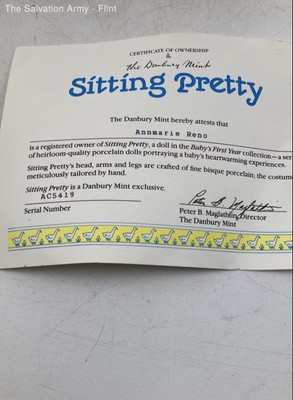 The Salvation Army - Flint
CERTIFICATE OF OWNERSHIP
&
the Danbury Mint
Sitting Pretty
The Danbury Mint hereby attests that
Annmarie Reno
is a registered owner of Sitting Pretty, a doll in the Baby's First Year collection—a ser
of heirloom-quality porcelain dolls portraying a baby's heartwarming experiences.
Sitting Pretty's head, arms and legs are crafted of fine bisque porcelain; the costume
meticulously tailored by hand.
Sitting Pretty is a Danbury Mint exclusive.
AC5419
Serial Number
Peter B. Maglathlin
Peter B. Maglathlin, Director
The Danbury Mint